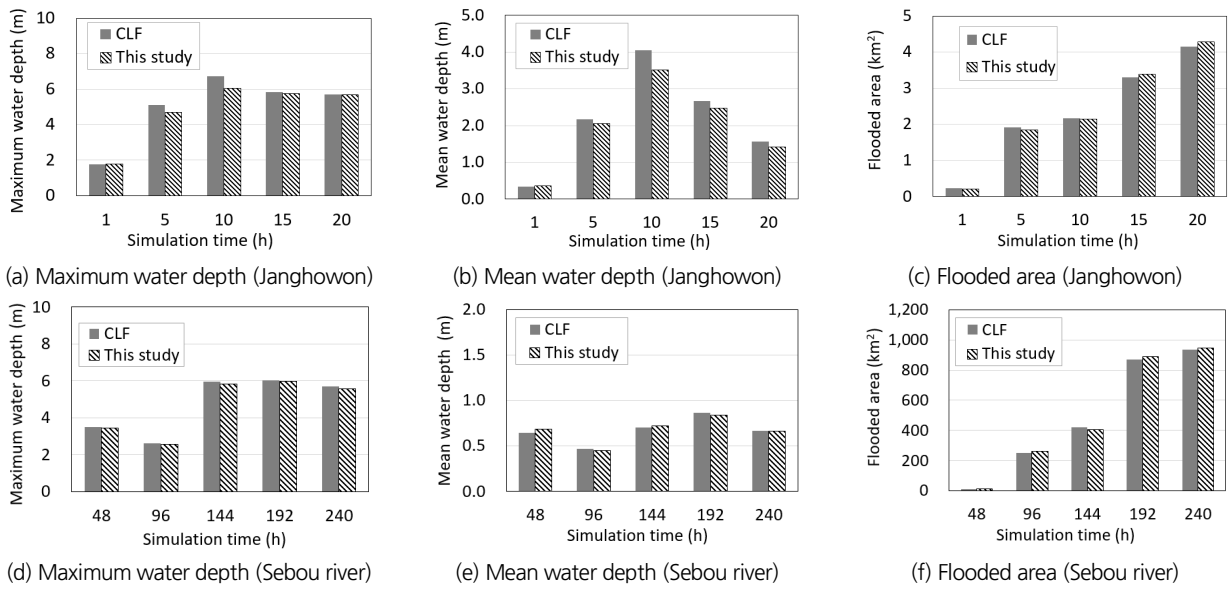 Maximum water depth (m)
10
8
6
4
2
0
CLF
This study
1 5 10 15 20
Simulation time (h)
(a) Maximum water depth (Janghowon)
Mean water depth (m)
5.0
4.0
3.0
2.0
1.0
0.0
CLF
This study
1 5 10 15 20
Simulation time (h)
(b) Mean water depth (Janghowon)
Flooded area (km²)
5
4
3
2
1
0
CLF
This study
1 5 10 15 20
Simulation time (h)
(c) Flooded area (Janghowon)
Maximum water depth (m)
10
8
6
4
2
0
CLF
This study
48 96 144 192 240
Simulation time (h)
(d) Maximum water depth (Sebou river)
Mean water depth (m)
2.0
1.5
1.0
0.5
0.0
CLF
This study
48 96 144 192 240
Simulation time (h)
(e) Mean water depth (Sebou river)
Flooded area (km²)
1,200
1,000
800
600
400
200
0
CLF
This study
48 96 144 192 240
Simulation time (h)
(f) Flooded area (Sebou river)